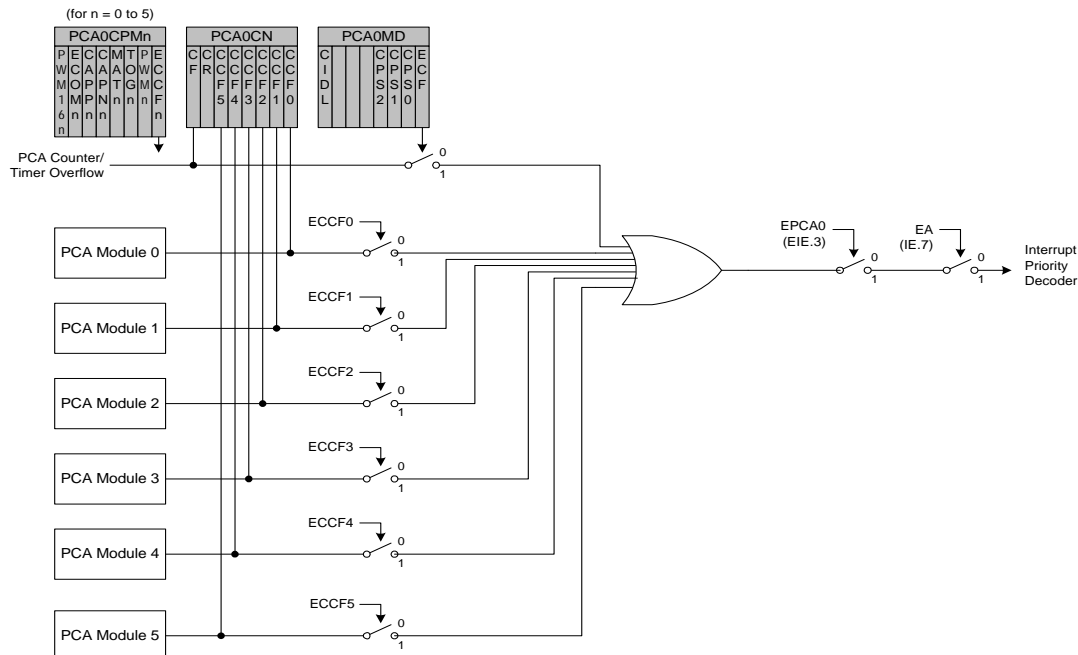 (for n = 0 to 5)
PCA0CPMn
PWM16n
ECOMn
CAPPn
CAPNn
MATn
TOGn
PWMn
ECCFn
PCA0CN
CF
CR
CCF5
CCF4
CCF3
CCF2
CCF1
CCF0
PCA0MD
CIDL
CPS2
CPS1
CPS0
ECF
PCA Counter/
Timer Overflow
0
1
PCA Module 0
ECCF0
0
1
EPCA0
(EIE.3)
0
1
EA
(IE.7)
0
1
Interrupt
Priority
Decoder
PCA Module 1
ECCF1
0
1
PCA Module 2
ECCF2
0
1
PCA Module 3
ECCF3
0
1
PCA Module 4
ECCF4
0
1
PCA Module 5
ECCF5
0
1